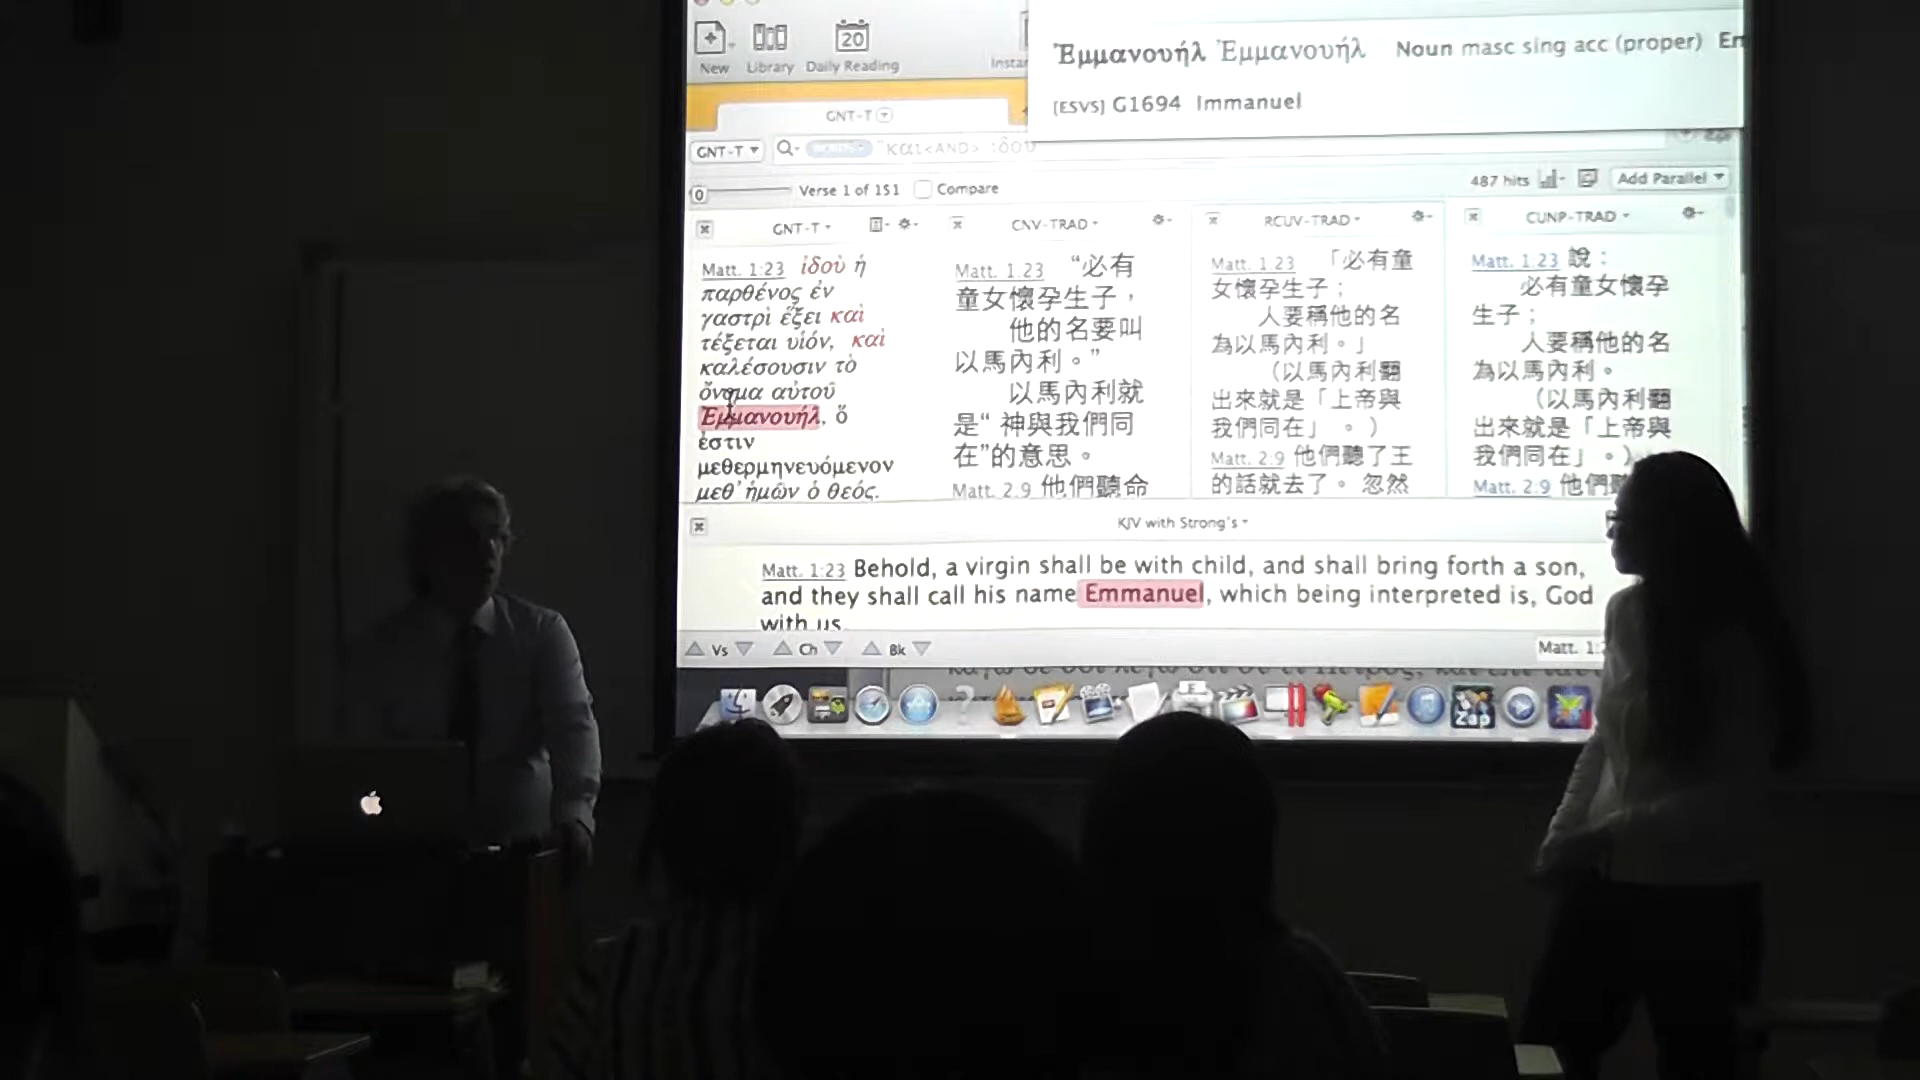 Ἐμμανουήλ Ἐμμανουήλ Noun masc sing acc (proper)
[ESVS] G1694 Immanuel
New Library Daily Reading
20
GNT-T
GNT-T "και<AND> ιδου
Verse 1 of 151 Compare 487 hits Add Parallel
GNT-T
Matt. 1:23 ἰδοὺ ἡ
παρθένος ἐν
γαστρὶ ἕξει καὶ
τέξεται υἱόν, καὶ
καλέσουσιν τὸ
ὄνομα αὐτοῦ
Ἐμμανουήλ, ὅ
ἐστιν
μεθερμηνευόμενον
μεθ᾽ ἡμῶν ὁ θεός.
CNV-TRAD
Matt. 1.23 “必有
童女懷孕生子，
他的名要叫
以馬內利。”
以馬內利就
是“ 神與我們同
在”的意思。
Matt. 2.9 他們聽命
RCUV-TRAD
Matt. 1.23 「必有童
女懷孕生子；
人要稱他的名
為以馬內利。」
（以馬內利翻
出來就是「上帝與
我們同在」 。）
Matt. 2:9 他們聽了王
的話就去了。 忽然
CUNP-TRAD
Matt. 1:23 說：
必有童女懷孕
生子；
人要稱他的名
為以馬內利。
（以馬內利翻
出來就是「上帝與
我們同在」。）
Matt. 2:9 他們
KJV with Strong's
Matt. 1:23 Behold, a virgin shall be with child, and shall bring forth a son,
and they shall call his name Emmanuel, which being interpreted is, God
with us.
Vs Ch Bk Matt.
Zap